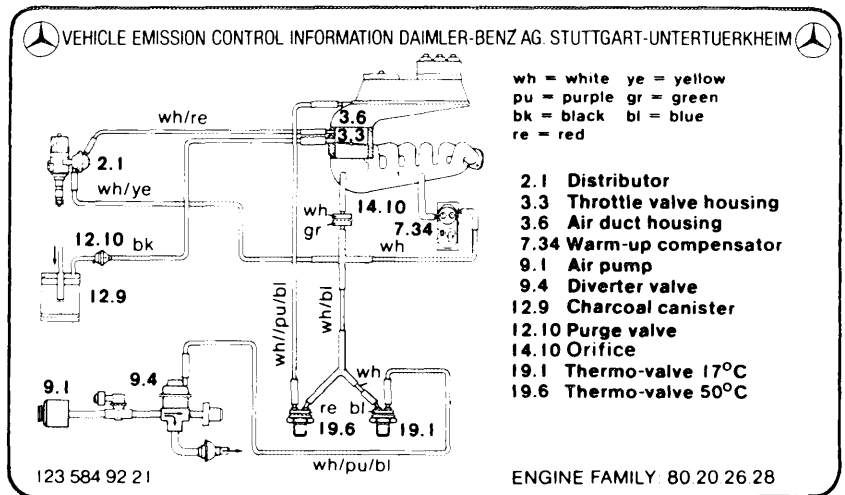 VEHICLE EMISSION CONTROL INFORMATION DAIMLER-BENZ AG. STUTTGART-UNTERTUERKHEIM
wh = white ye = yellow
pu = purple gr = green
bk = black bl = blue
re = red
2.1 Distributor
3.3 Throttle valve housing
3.6 Air duct housing
7.34 Warm-up compensator
9.1 Air pump
9.4 Diverter valve
12.9 Charcoal canister
12.10 Purge valve
14.10 Orifice
19.1 Thermo-valve 17°C
19.6 Thermo-valve 50°C
wh/re
3.6
3.3
2.1
wh/ye
wh
gr
14.10
7.34
wh
12.10 bk
12.9
wh//pu/bl
wh/bl
9.1
9.4
wh
re bl
19.6
19.1
wh/pu/bl
123 584 92 21
ENGINE FAMILY: 80.20.26.28